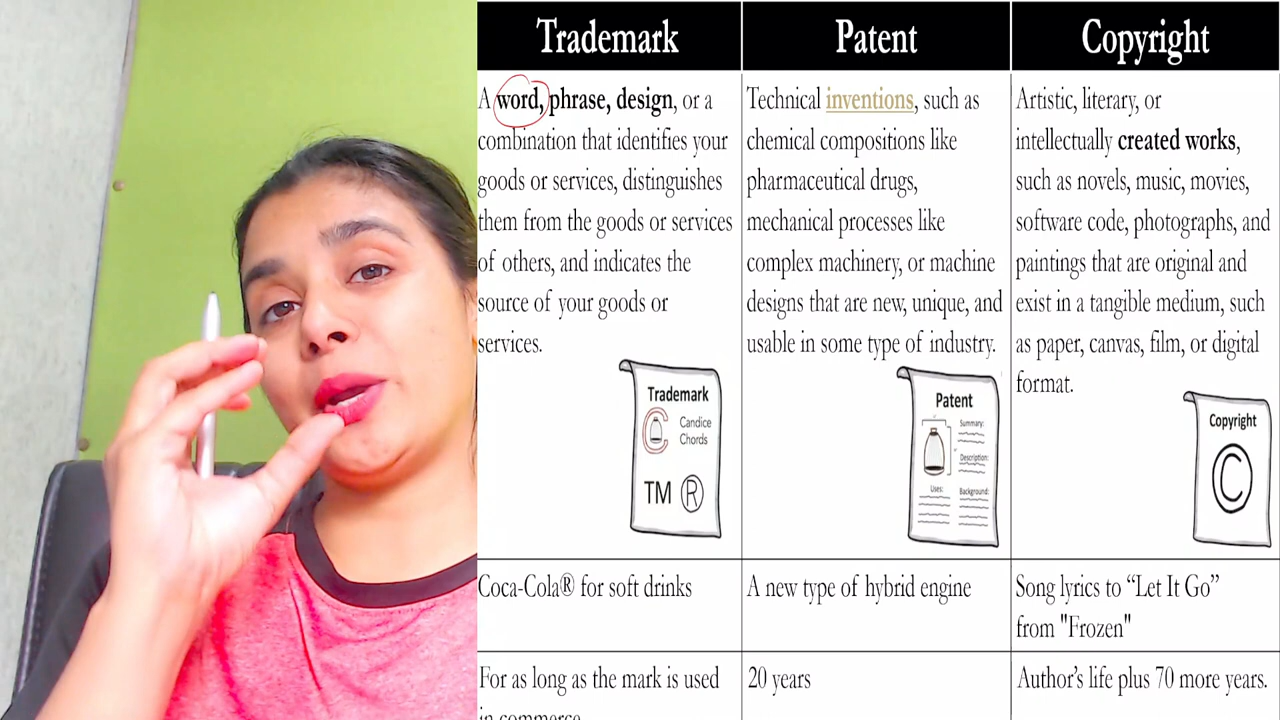 Trademark
Patent
Copyright
A word, phrase, design, or a
combination that identifies your
goods or services, distinguishes
them from the goods or services
of others, and indicates the
source of your goods or
services.
Trademark
Candice
Chords
TM ®
Technical inventions, such as
chemical compositions like
pharmaceutical drugs,
mechanical processes like
complex machinery, or machine
designs that are new, unique, and
usable in some type of industry.
Patent
Summary:
Description:
Uses:
Background:
Artistic, literary, or
intellectually created works,
such as novels, music, movies,
software code, photographs, and
paintings that are original and
exist in a tangible medium, such
as paper, canvas, film, or digital
format.
Copyright
©
Coca-Cola® for soft drinks
A new type of hybrid engine
Song lyrics to “Let It Go”
from "Frozen"
For as long as the mark is used
in commerce
20 years
Author’s life plus 70 more years.